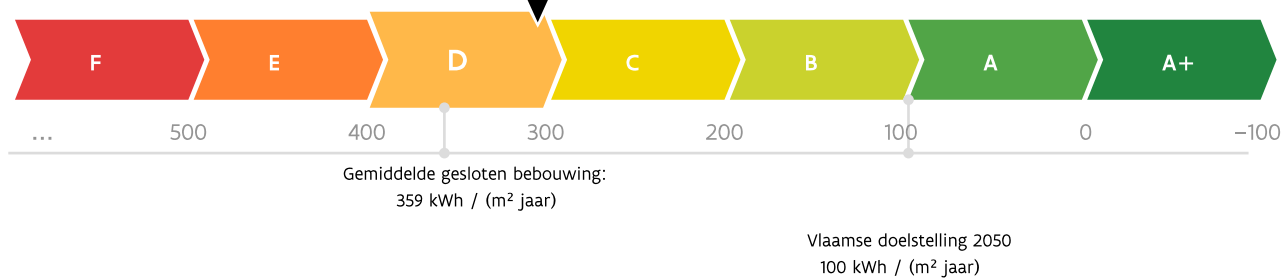 F E D C B A A+
... 500 400 300 200 100 0 −100
Gemiddelde gesloten bebouwing:
359 kWh / (m² jaar)
Vlaamse doelstelling 2050
100 kWh / (m² jaar)